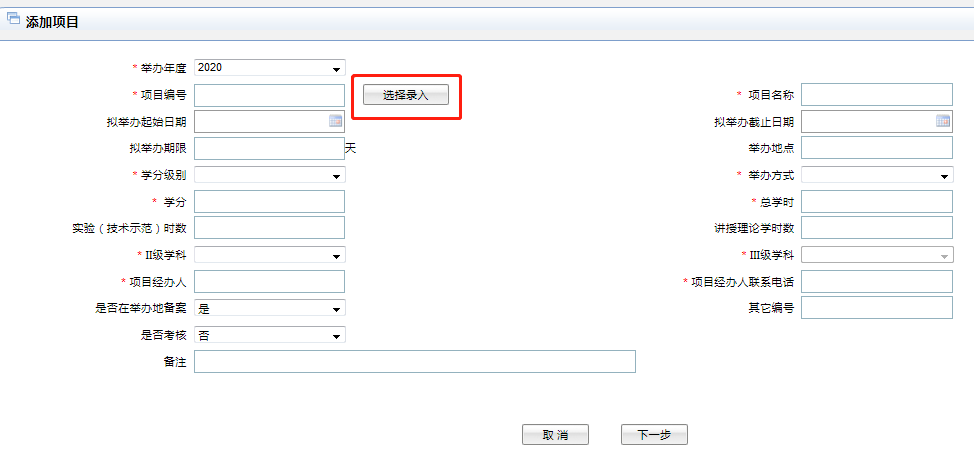 添加项目
* 举办年度 2020
* 项目编号 选择录入 * 项目名称
拟举办起始日期 拟举办截止日期
拟举办期限 天 举办地点
* 学分级别 * 举办方式
* 学分 * 总学时
实验（技术示范）时数 讲授理论学时数
* II级学科 * III级学科
* 项目经办人 * 项目经办人联系电话
是否在举办地备案 是 其它编号
是否考核 否
备注
取 消 下一步